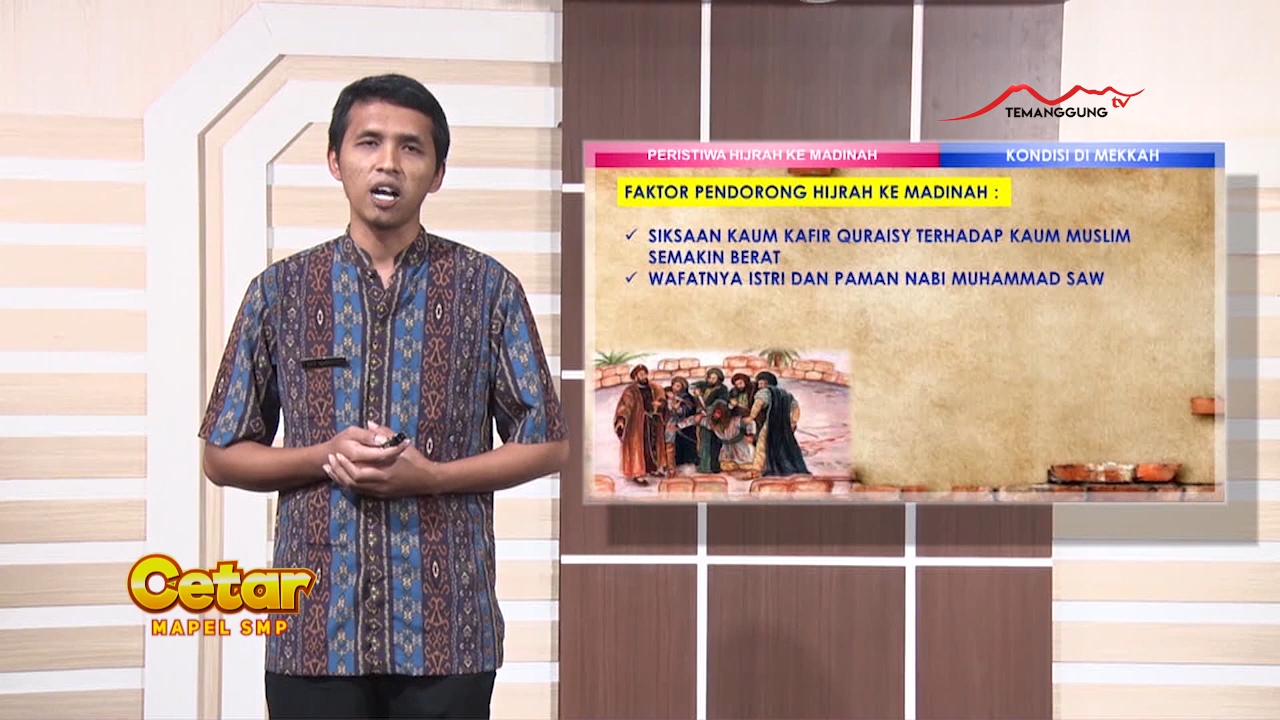 TEMANGGUNG
tv
PERISTIWA HIJRAH KE MADINAH
KONDISI DI MEKKAH
FAKTOR PENDORONG HIJRAH KE MADINAH :
✓ SIKSAAN KAUM KAFIR QURAISY TERHADAP KAUM MUSLIM
SEMAKIN BERAT
✓ WAFATNYA ISTRI DAN PAMAN NABI MUHAMMAD SAW
Cetar
MAPEL SMP